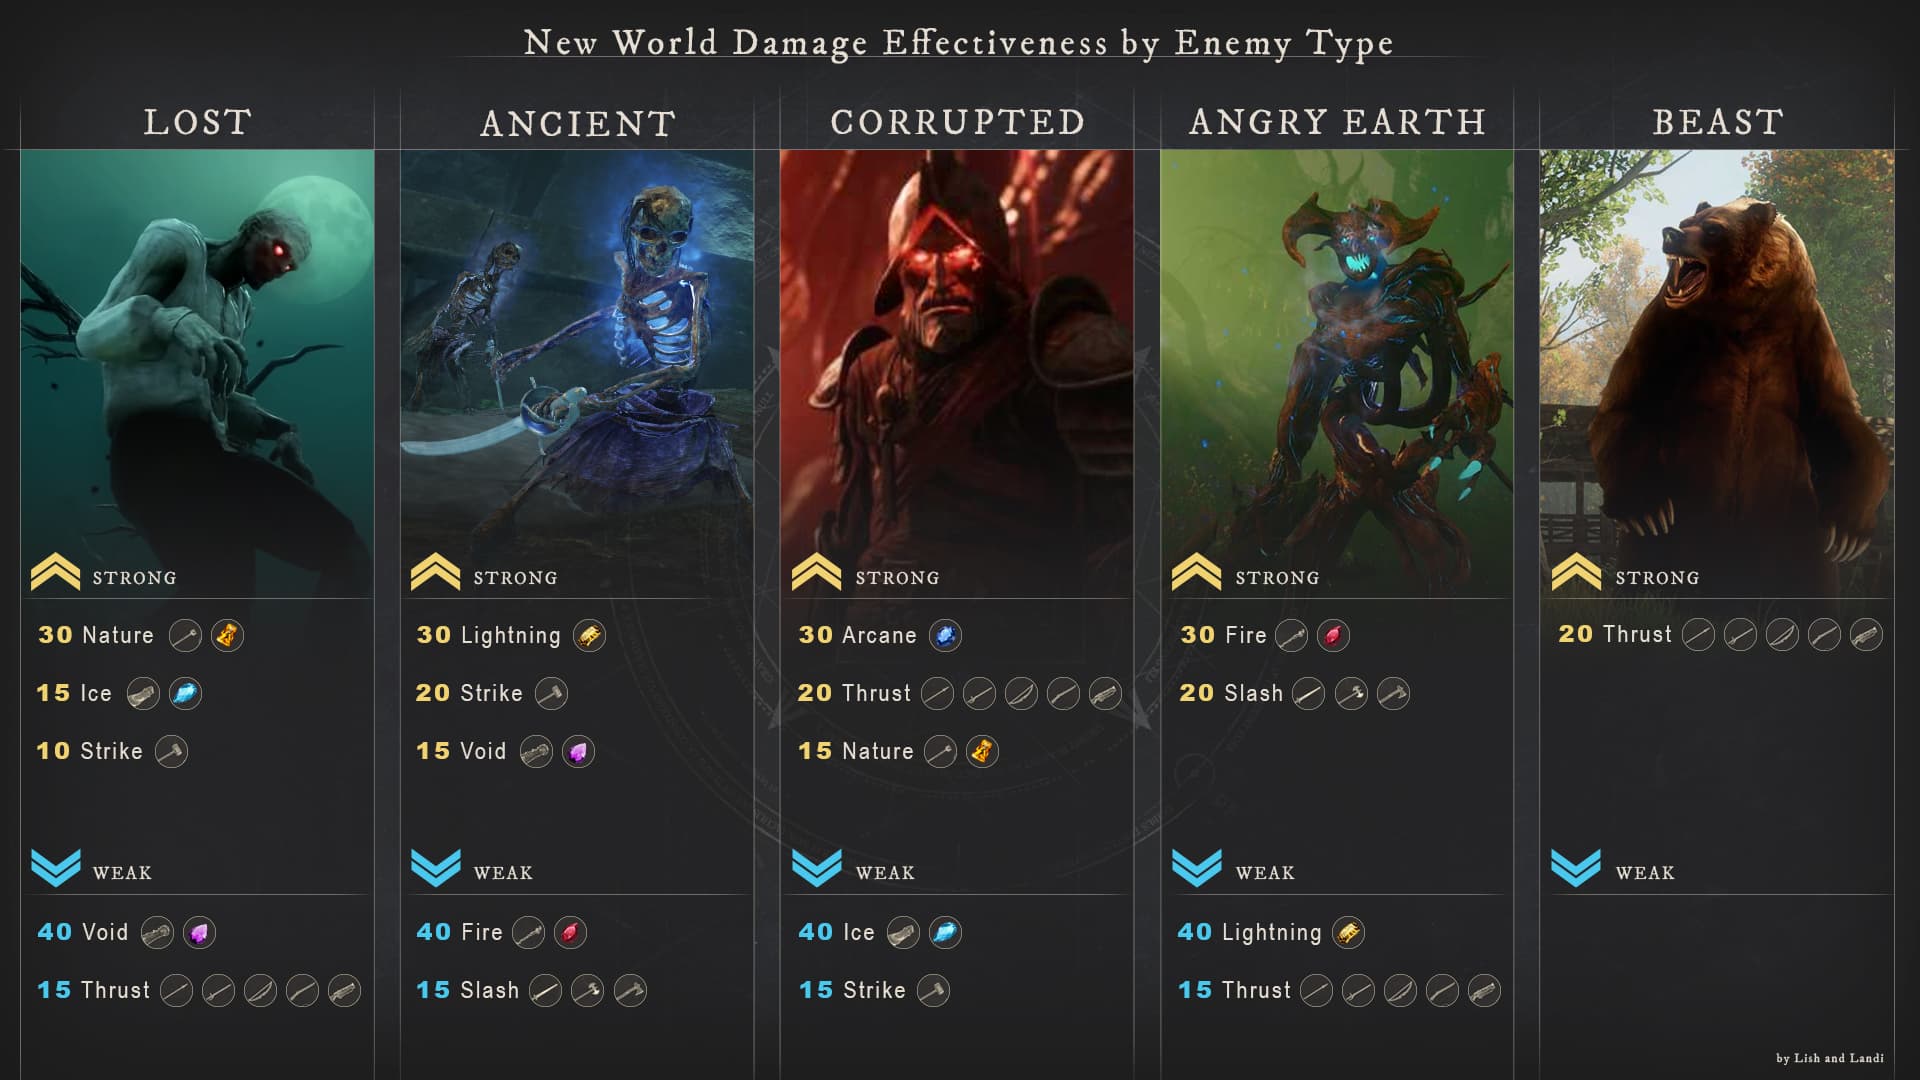 New World Damage Effectiveness by Enemy Type
LOST
STRONG
30 Nature
15 Ice
10 Strike
WEAK
40 Void
15 Thrust
ANCIENT
STRONG
30 Lightning
20 Strike
15 Void
WEAK
40 Fire
15 Slash
CORRUPTED
STRONG
30 Arcane
20 Thrust
15 Nature
WEAK
40 Ice
15 Strike
ANGRY EARTH
STRONG
30 Fire
20 Slash
WEAK
40 Lightning
15 Thrust
BEAST
STRONG
20 Thrust
WEAK
by Lish and Landi